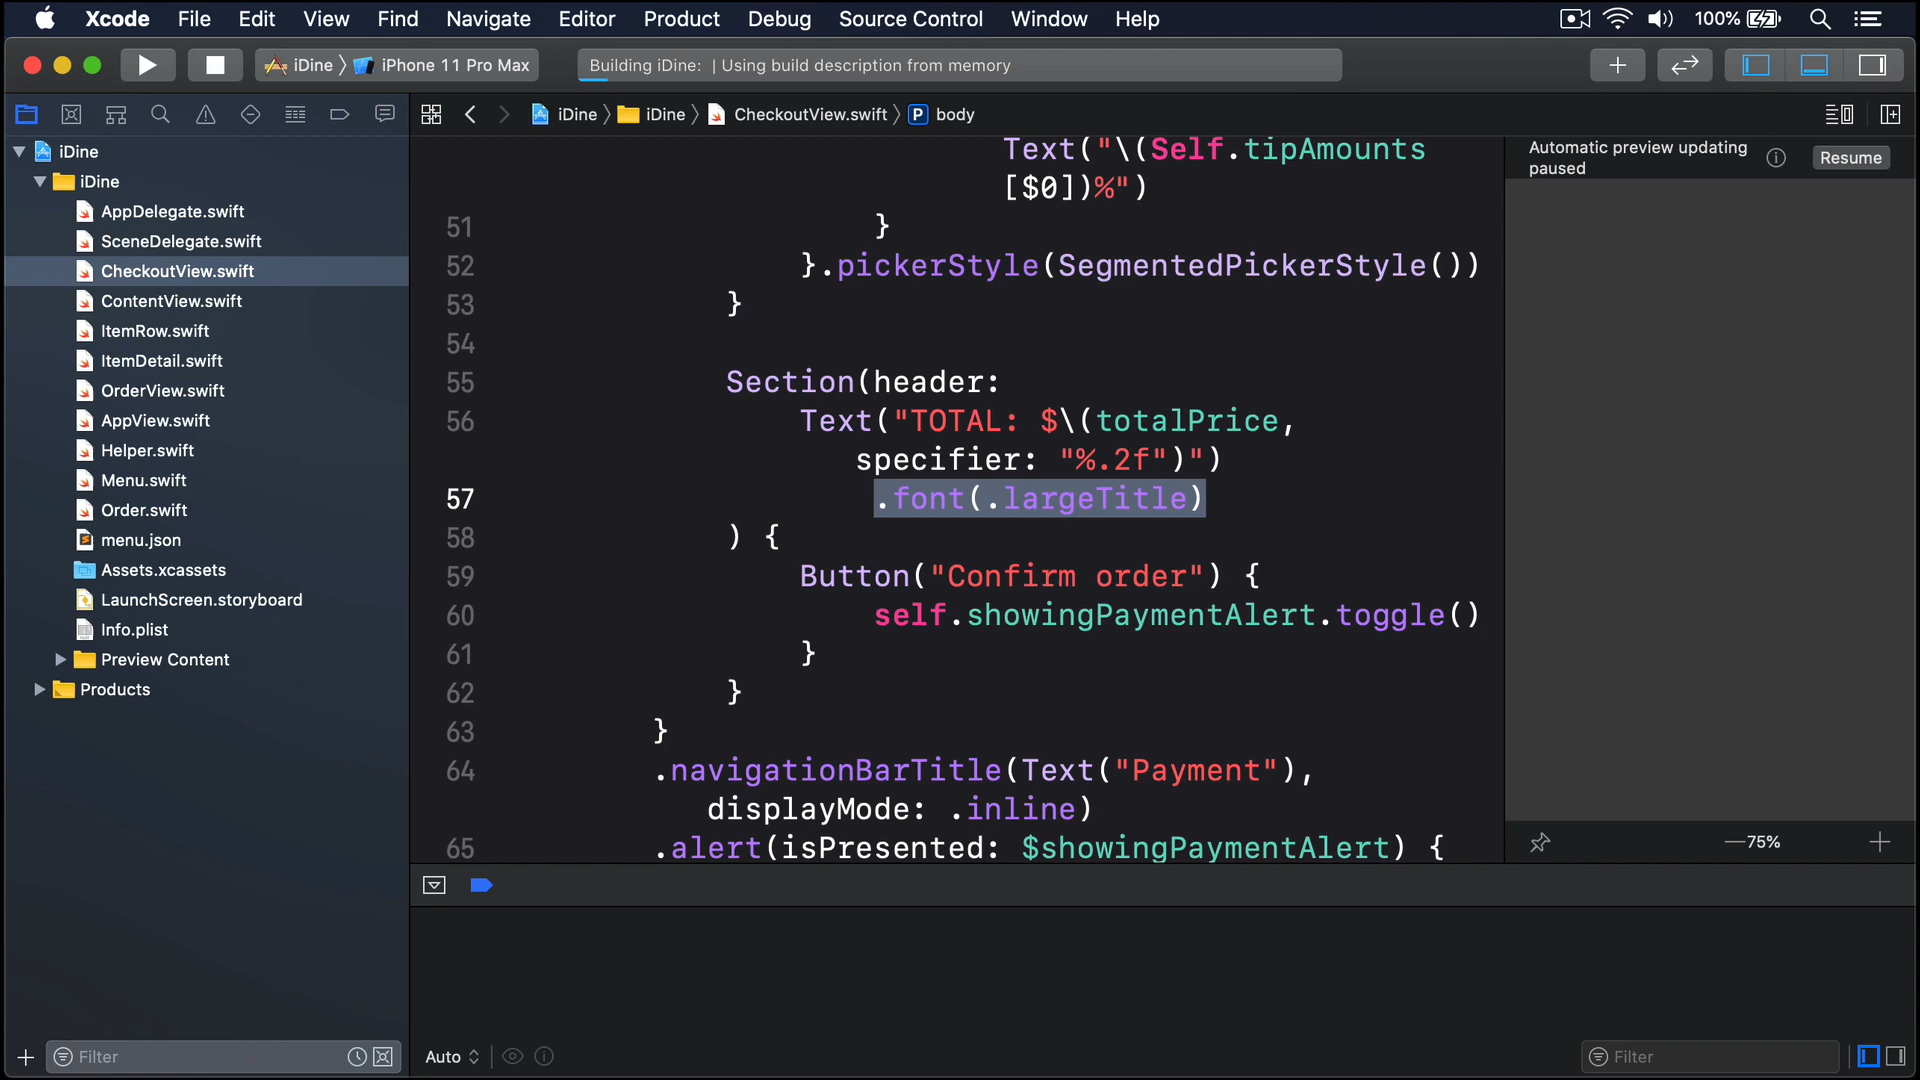 Xcode File Edit View Find Navigate Editor Product Debug Source Control Window Help 100%
iDine iPhone 11 Pro Max
Building iDine: | Using build description from memory
iDine iDine CheckoutView.swift P body
iDine
iDine
AppDelegate.swift
SceneDelegate.swift
CheckoutView.swift
ContentView.swift
ItemRow.swift
ItemDetail.swift
OrderView.swift
AppView.swift
Helper.swift
Menu.swift
Order.swift
menu.json
Assets.xcassets
LaunchScreen.storyboard
Info.plist
Preview Content
Products
Filter
Text("\(Self.tipAmounts
[$0])%")
51 }
52 }.pickerStyle(SegmentedPickerStyle())
53 }
54
55 Section(header:
56 Text("TOTAL: $\(totalPrice,
specifier: "%.2f")")
57 .font(.largeTitle)
58 ) {
59 Button("Confirm order") {
60 self.showingPaymentAlert.toggle()
61 }
62 }
63 }
64 .navigationBarTitle(Text("Payment"),
displayMode: .inline)
65 .alert(isPresented: $showingPaymentAlert) {
Automatic preview updating
paused
Resume
75%
Auto
Filter